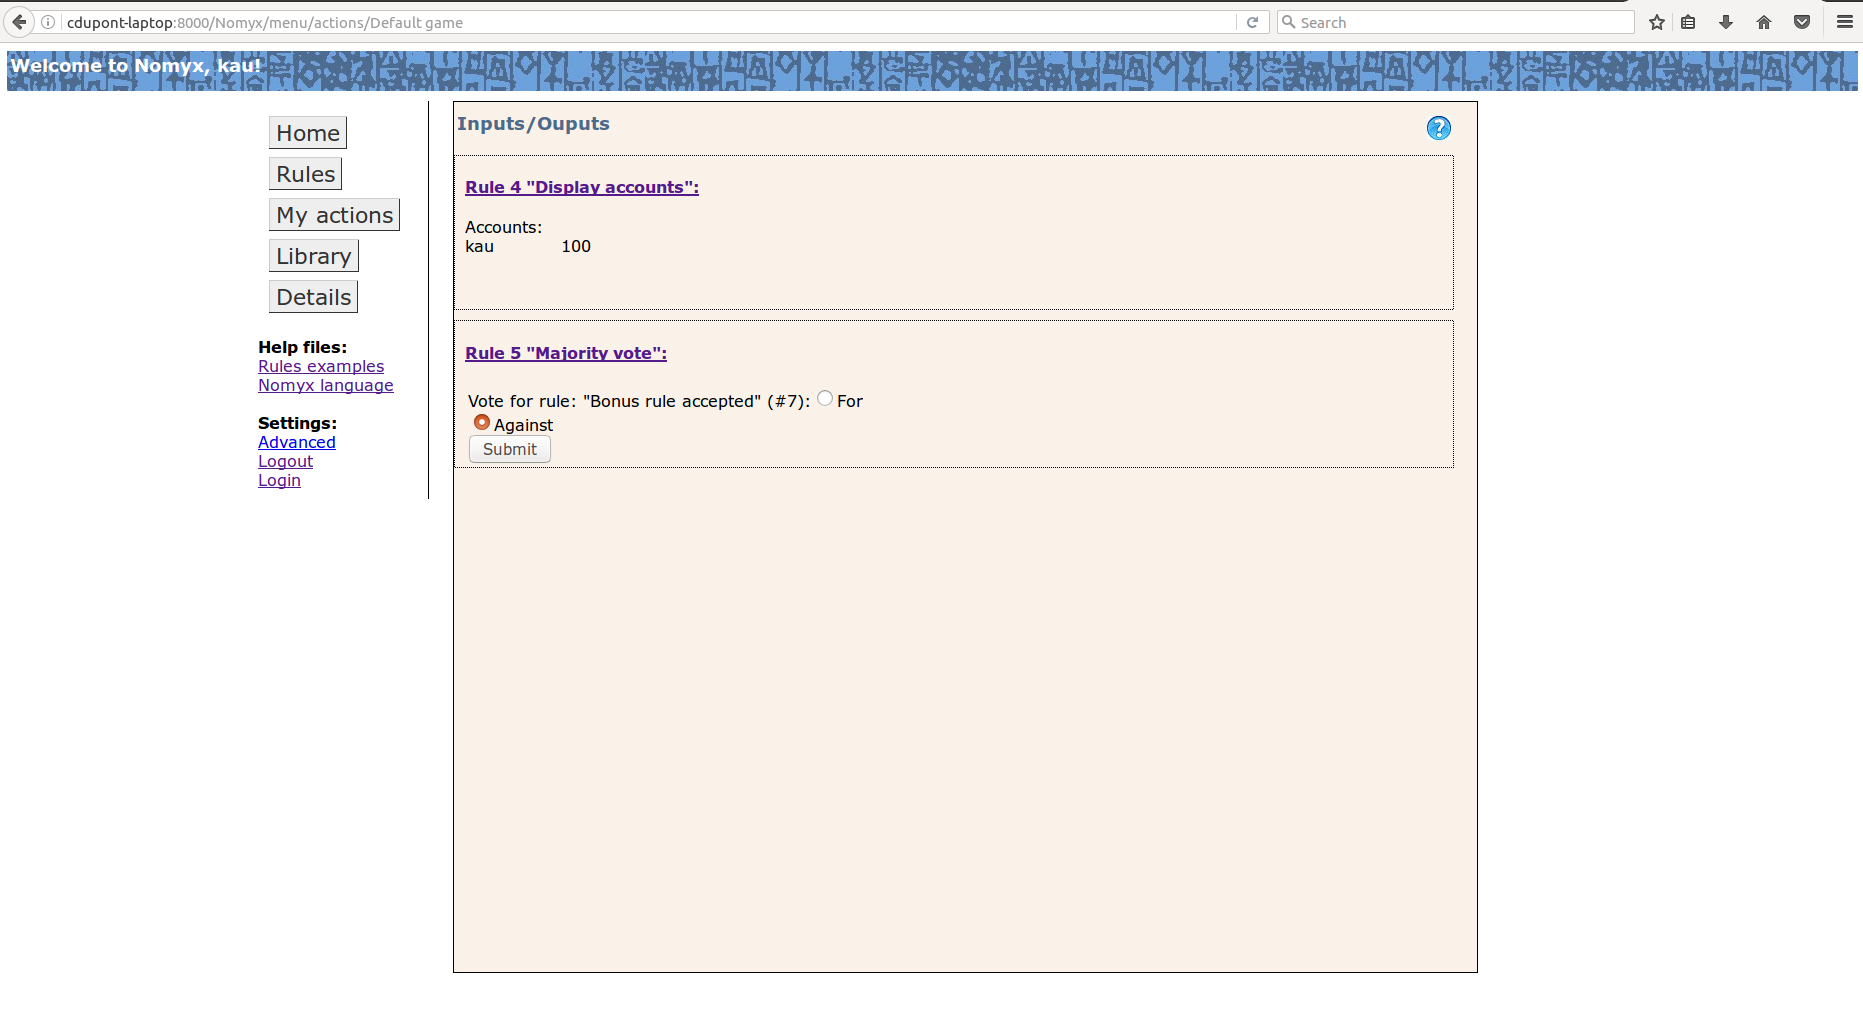 cdupont-laptop:8000/Nomyx/menu/actions/Default game
Search
Welcome to Nomyx, kau!
Home
Rules
My actions
Library
Details
Help files:
Rules examples
Nomyx language
Settings:
Advanced
Logout
Login
Inputs/Ouputs
?
Rule 4 "Display accounts":
Accounts:
kau 100
Rule 5 "Majority vote":
Vote for rule: "Bonus rule accepted" (#7): For
Against
Submit